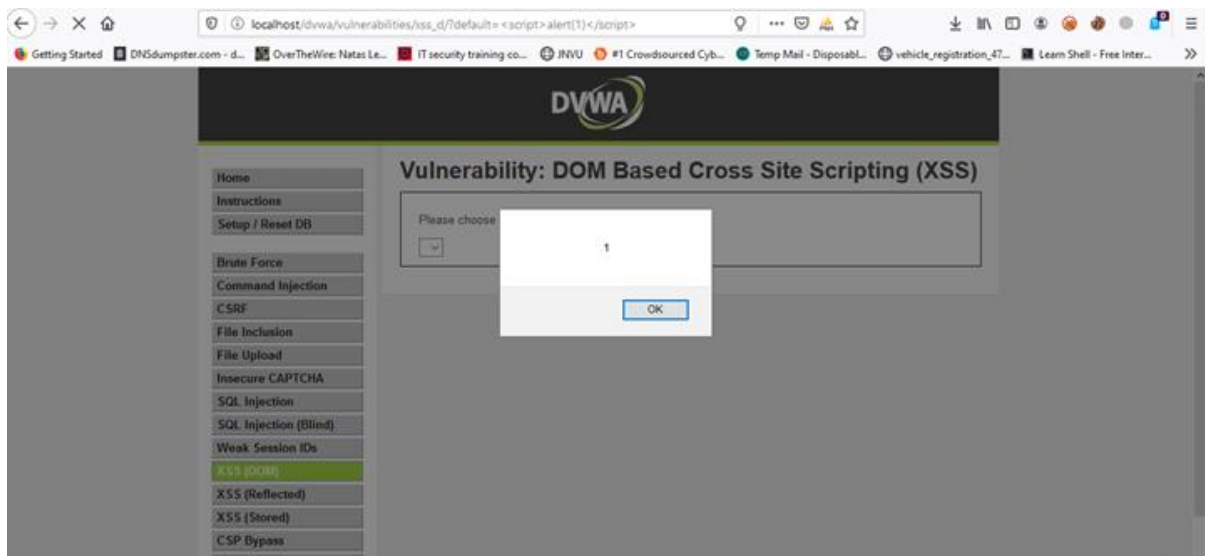 localhost/dvwa/vulnerabilities/xss_d/?default=<script>alert(1)</script>
Getting Started DNSdumpster.com - d... OverTheWire: Natas Le... IT security training co... JNVU #1 Crowdsourced Cyb... Temp Mail - Disposabl... vehicle_registration_47... Learn Shell - Free Inter...
DVWA
Vulnerability: DOM Based Cross Site Scripting (XSS)
Home
Instructions
Setup / Reset DB
Please choose
1
OK
Brute Force
Command Injection
CSRF
File Inclusion
File Upload
Insecure CAPTCHA
SQL Injection
SQL Injection (Blind)
Weak Session IDs
XSS (DOM)
XSS (Reflected)
XSS (Stored)
CSP Bypass